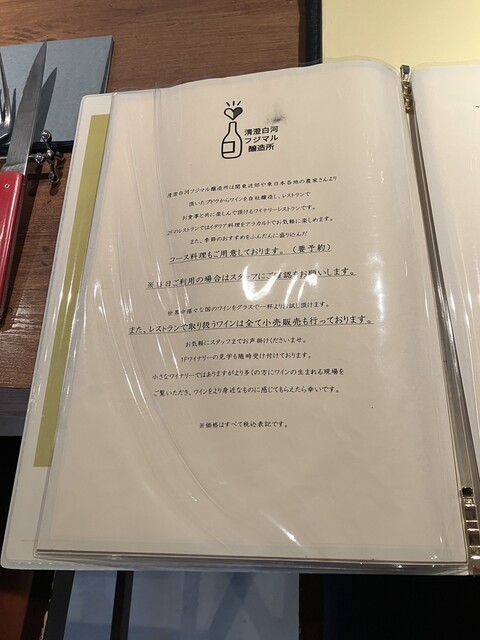 清澄白河
フジマル
醸造所
清澄白河フジマル醸造所は関東近郊や東日本各地の農家さんより
頂いたブドウからワインを自社醸造し、レストランで
お食事と共に楽しんで頂けるワイナリーレストランです。
2Fのレストランではイタリア料理をアラカルトでお気軽に楽しめます。
また、季節のおすすめをふんだんに盛り込んだ
コース料理もご用意しております。（要予約）
※当日ご利用の場合はスタッフにご確認をお願いします。
世界の様々な国のワインをグラスで一杯よりお試し頂けます。
また、レストランで取り扱うワインは全て小売販売も行っております。
お気軽にスタッフまでお声掛けくださいませ。
1Fワイナリーの見学も随時受け付けております。
小さなワイナリーではありますがより多くの方にワインの生まれる現場を
ご覧いただき、ワインをより身近なものに感じてもらえたら幸いです。
※価格はすべて税込表記です。